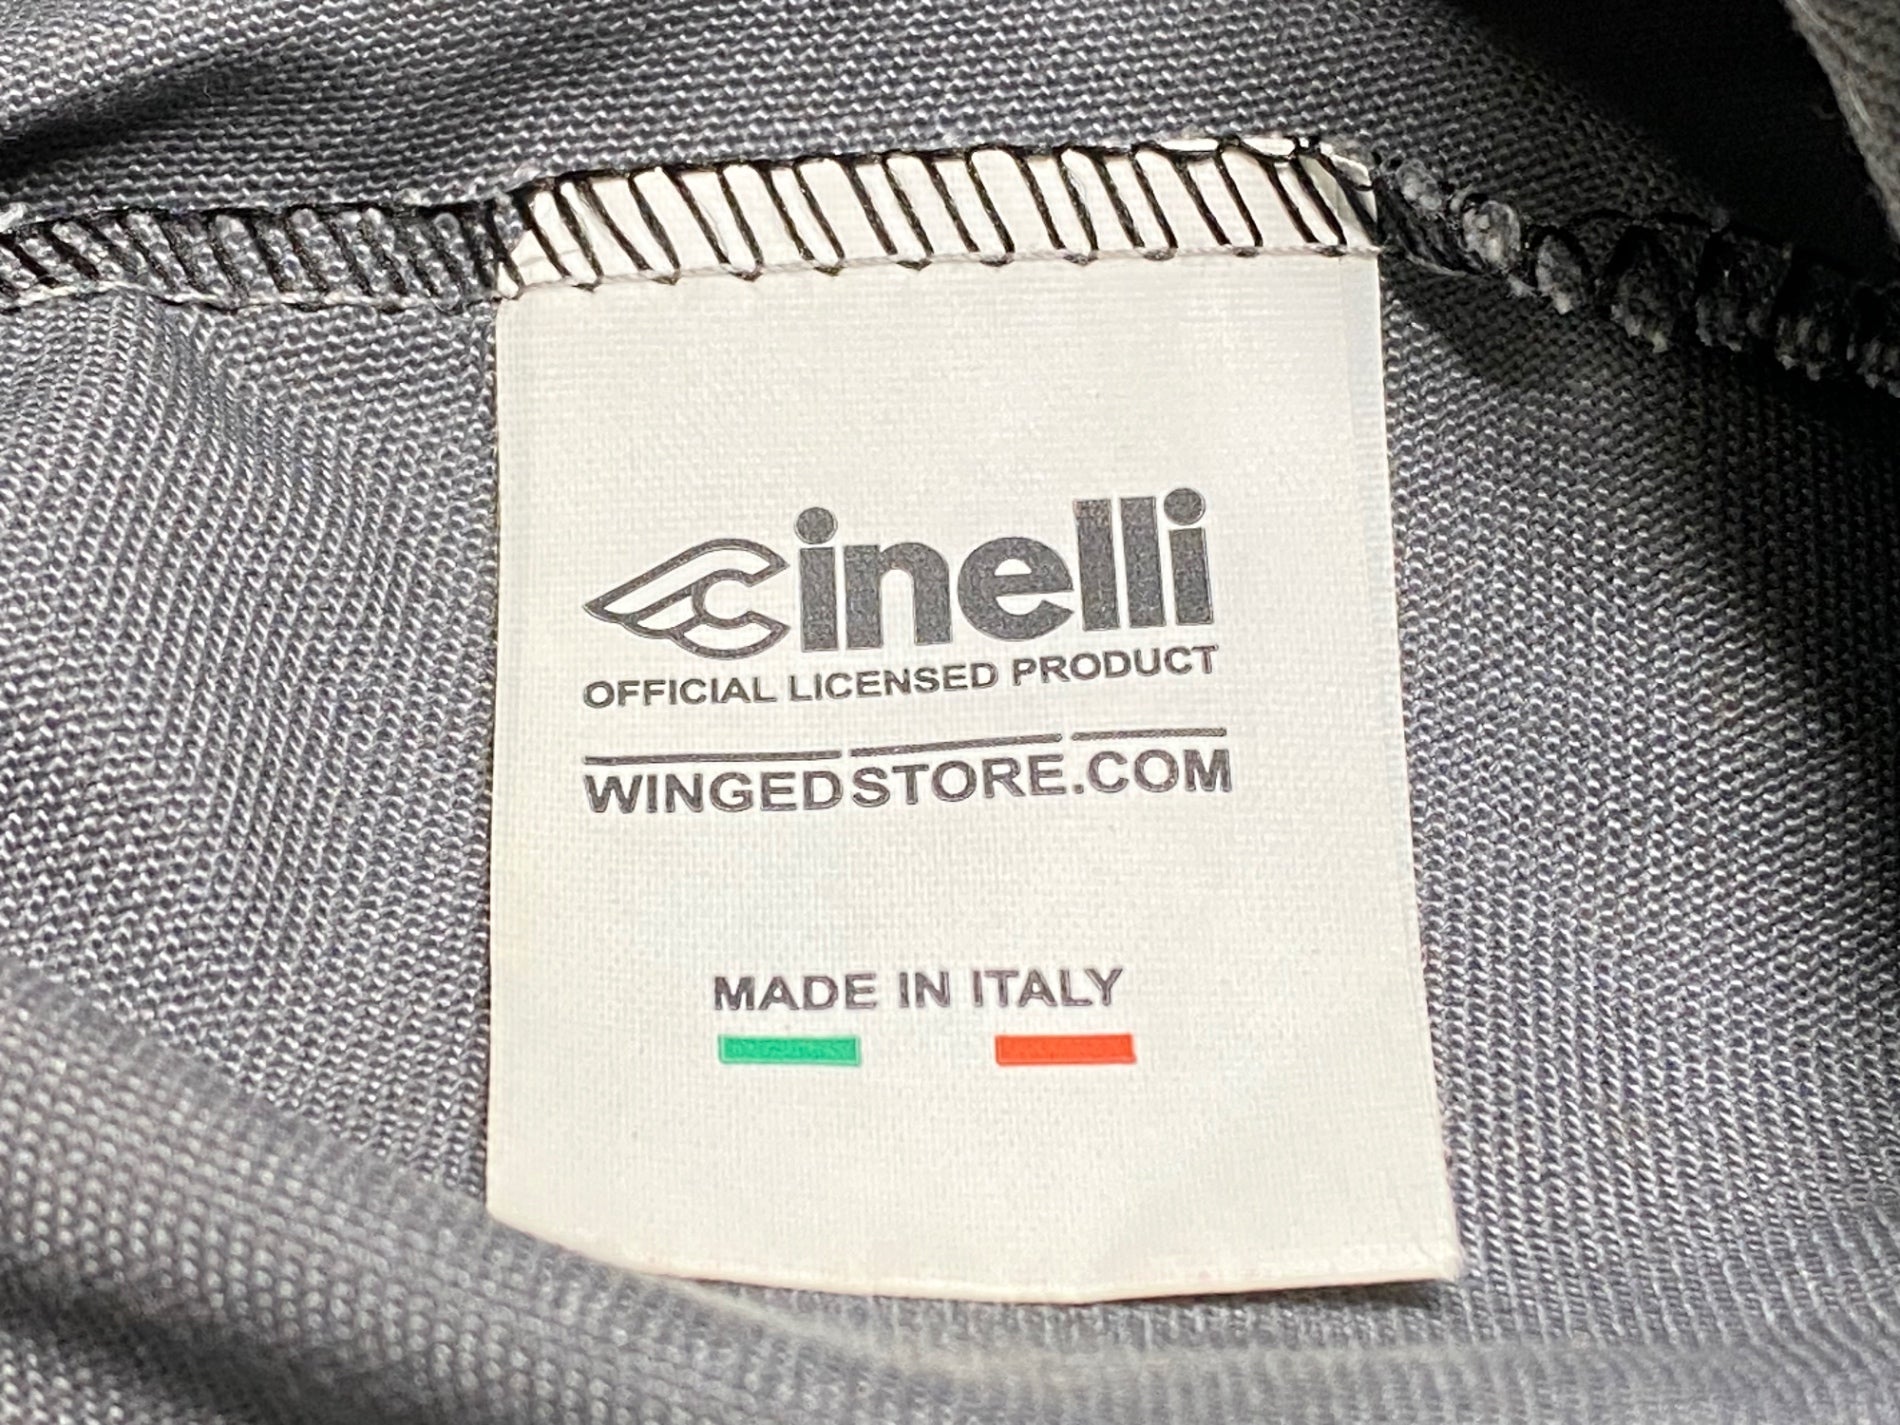 Cinelli
OFFICIAL LICENSED PRODUCT
WINGEDSTORE.COM
MADE IN ITALY